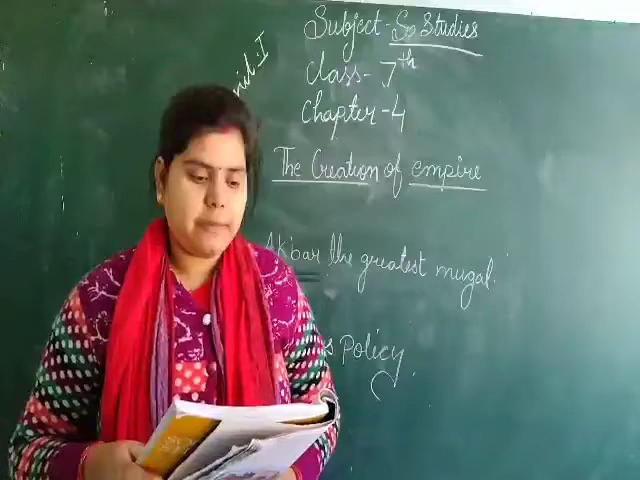 Subject - So Studies
Class - 7th
Chapter - 4
The Creation of empire
Akbar the greatest mugal.
Policy